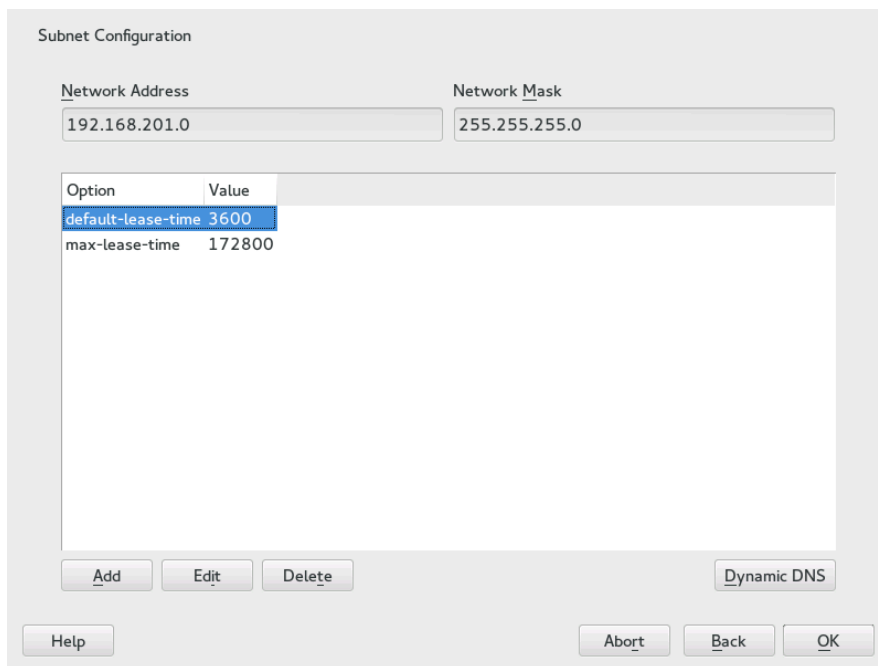 Subnet Configuration
Network Address Network Mask
192.168.201.0 255.255.255.0
Option Value
default-lease-time 3600
max-lease-time 172800
Add Edit Delete Dynamic DNS
Help Abort Back OK